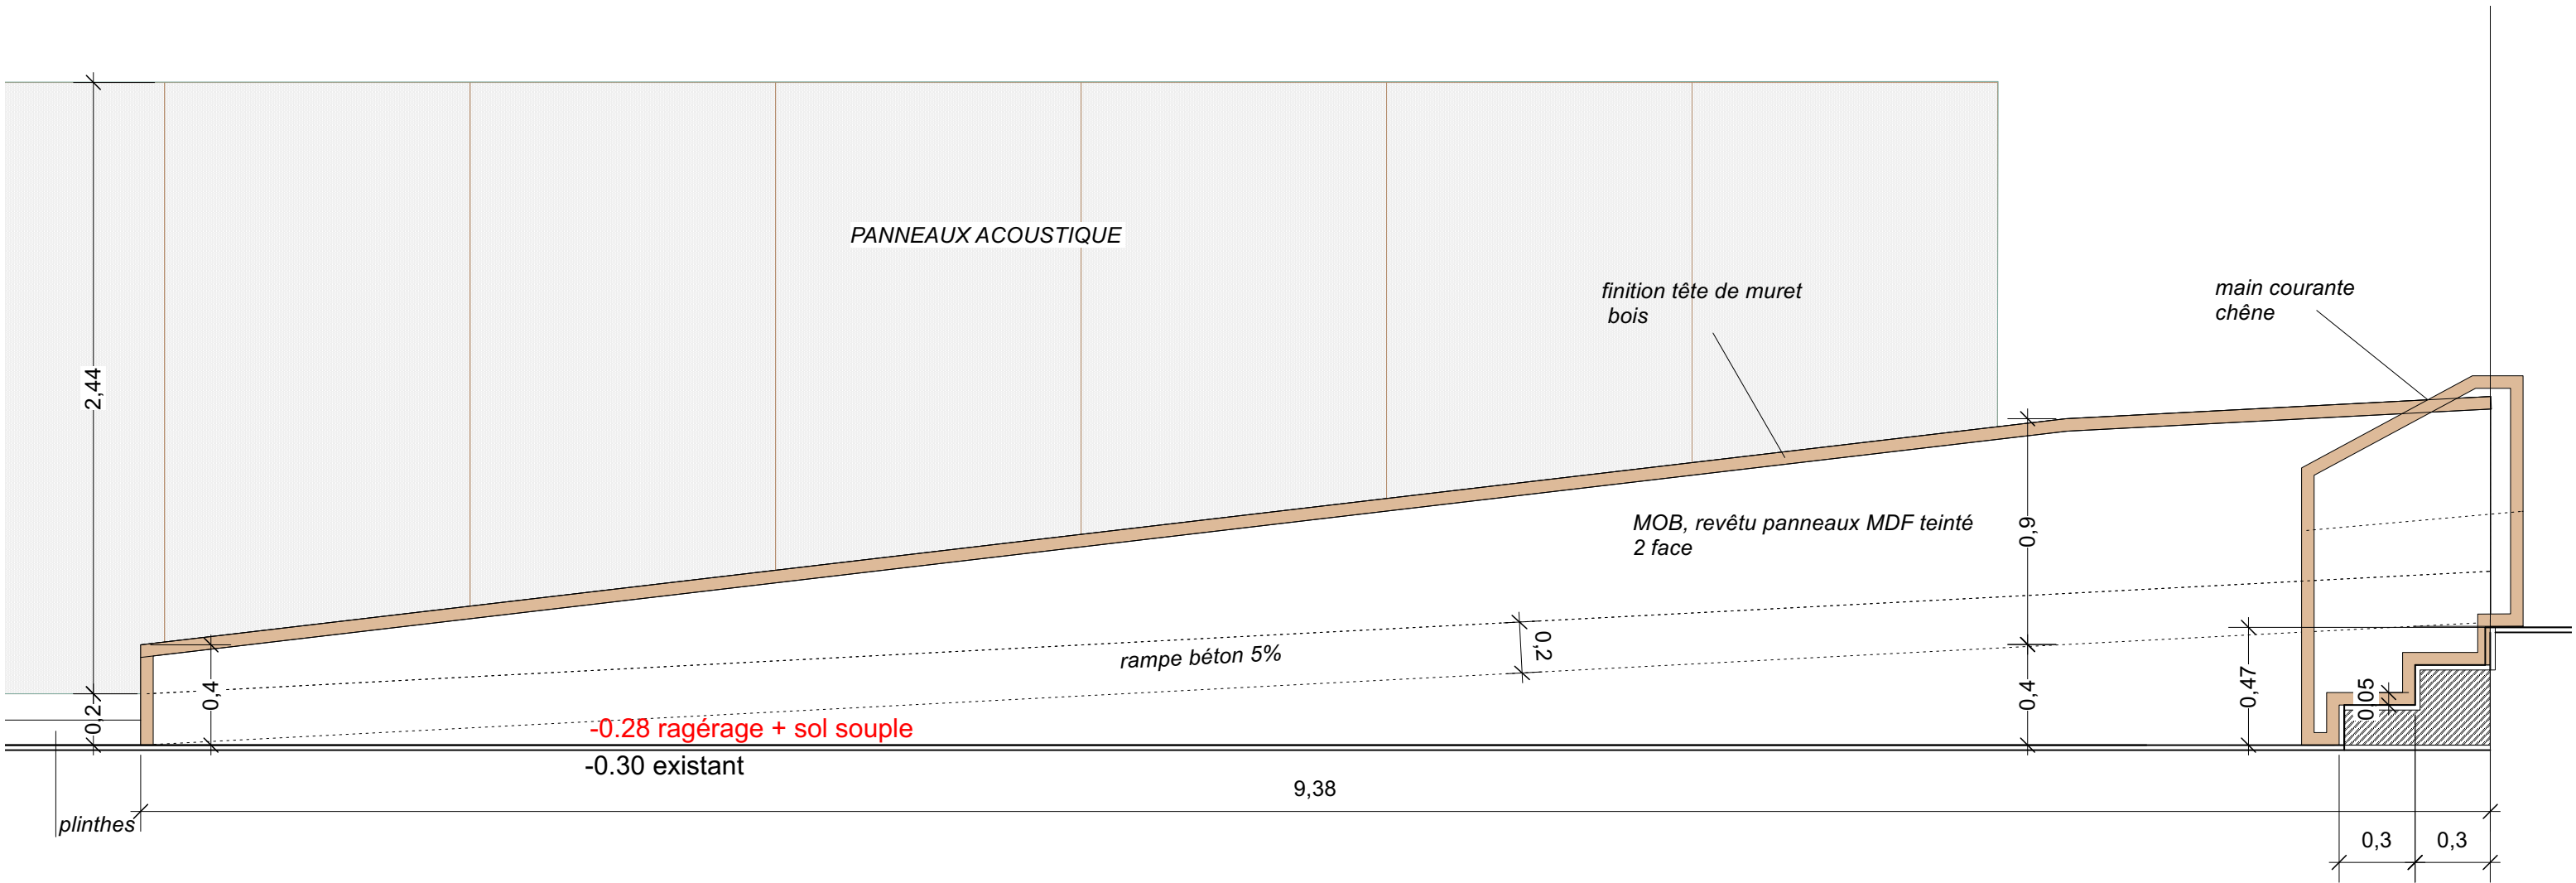 PANNEAUX ACOUSTIQUE
finition tête de muret
bois
main courante
chêne
2,44
MOB, revêtu panneaux MDF teinté
2 face
0,9
0,2
rampe béton 5%
0,2
0,4
0,4
0,47
0,05
-0.28 ragérage + sol souple
-0.30 existant
9,38
plinthes
0,3
0,3